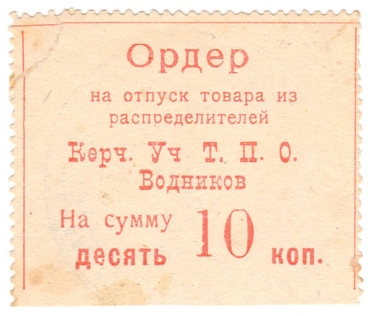 Ордер
на отпуск товара из
распределителей
Керч. Уч Т. П. О.
Водников
На сумму 10
десять коп.